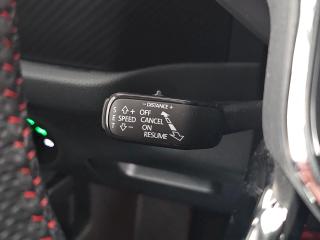 − DISTANCE +
SET
⇧+ OFF
SPEED CANCEL
⇩− ON
RESUME